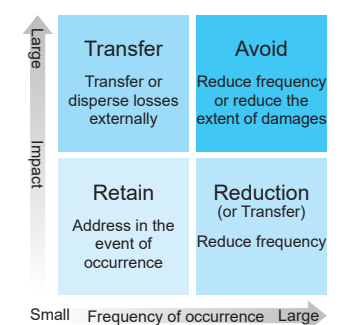 Large
Impact
Transfer
Transfer or
disperse losses
externally
Avoid
Reduce frequency
or reduce the
extent of damages
Retain
Address in the
event of
occurrence
Reduction
(or Transfer)
Reduce frequency
Small Frequency of occurrence Large